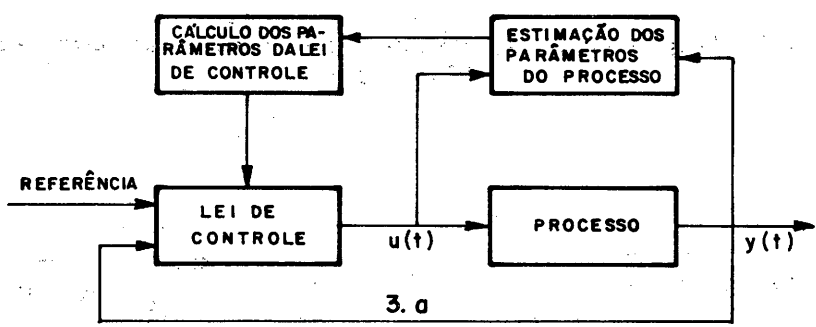 CÁLCULO DOS PA-
RÂMETROS DA LEI
DE CONTROLE
ESTIMAÇÃO DOS
PARÂMETROS
DO PROCESSO
REFERÊNCIA
LEI DE
CONTROLE
u(t)
PROCESSO
y(t)
3. a